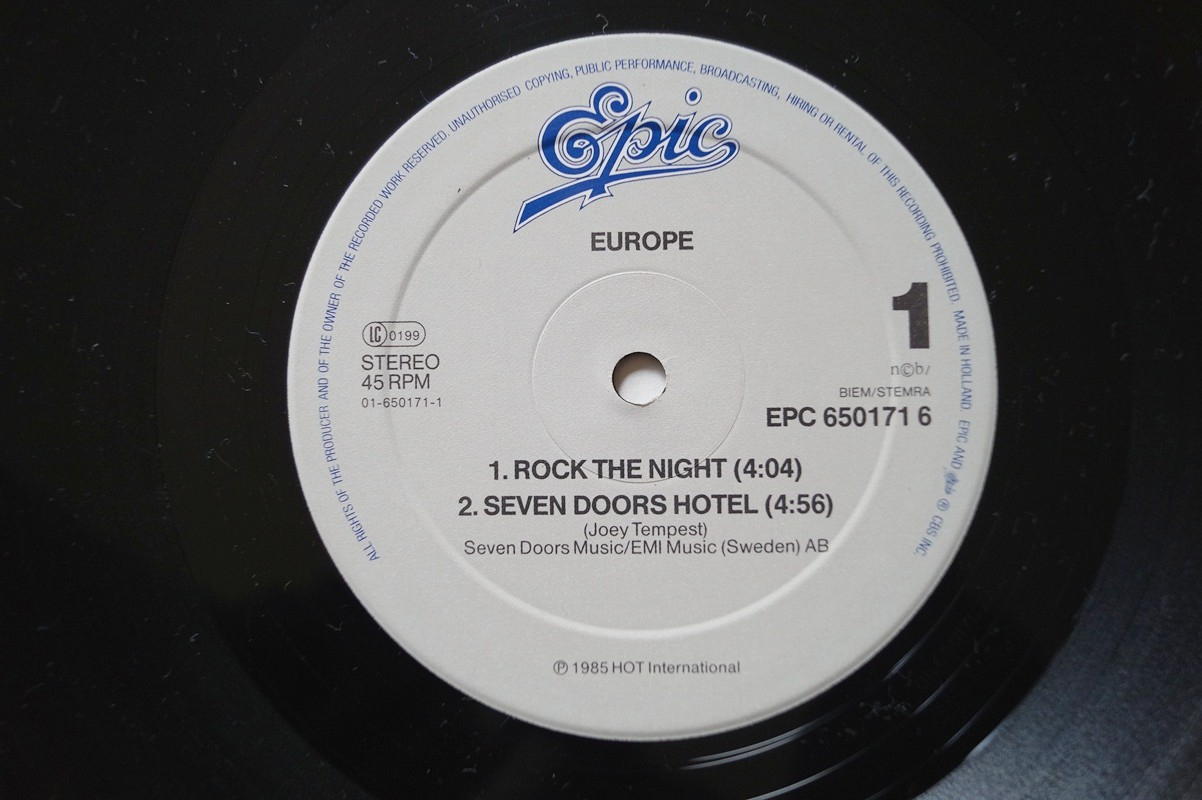 ALL RIGHTS OF THE PRODUCER AND OF THE OWNER OF THE RECORDED WORK RESERVED. UNAUTHORISED COPYING, PUBLIC PERFORMANCE, BROADCASTING, HIRING OR RENTAL OF THIS RECORDING PROHIBITED. MADE IN HOLLAND. EPIC AND Epic ® CBS INC.
Epic
EUROPE
1
LC 0199
STEREO
45 RPM
01-650171-1
n©b/
BIEM/STEMRA
EPC 650171 6
1. ROCK THE NIGHT (4:04)
2. SEVEN DOORS HOTEL (4:56)
(Joey Tempest)
Seven Doors Music/EMI Music (Sweden) AB
℗ 1985 HOT International